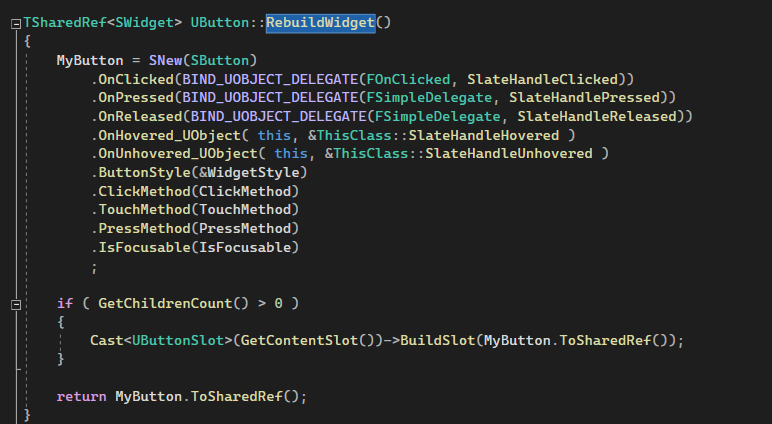 TSharedRef<SWidget> UButton::RebuildWidget()
{
    MyButton = SNew(SButton)
        .OnClicked(BIND_UOBJECT_DELEGATE(FOnClicked, SlateHandleClicked))
        .OnPressed(BIND_UOBJECT_DELEGATE(FSimpleDelegate, SlateHandlePressed))
        .OnReleased(BIND_UOBJECT_DELEGATE(FSimpleDelegate, SlateHandleReleased))
        .OnHovered_UObject( this, &ThisClass::SlateHandleHovered )
        .OnUnhovered_UObject( this, &ThisClass::SlateHandleUnhovered )
        .ButtonStyle(&WidgetStyle)
        .ClickMethod(ClickMethod)
        .TouchMethod(TouchMethod)
        .PressMethod(PressMethod)
        .IsFocusable(IsFocusable)
        ;
    if ( GetChildrenCount() > 0 )
    {
        Cast<UButtonSlot>(GetContentSlot())->BuildSlot(MyButton.ToSharedRef());
    }
    return MyButton.ToSharedRef();
}